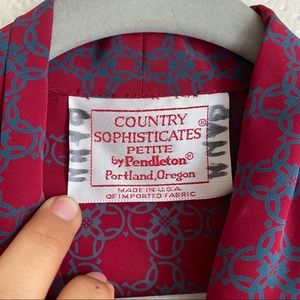 COUNTRY
SOPHISTICATES®
PETITE
by Pendleton®
Portland, Oregon
MADE IN U.S.A.
OF IMPORTED FABRIC